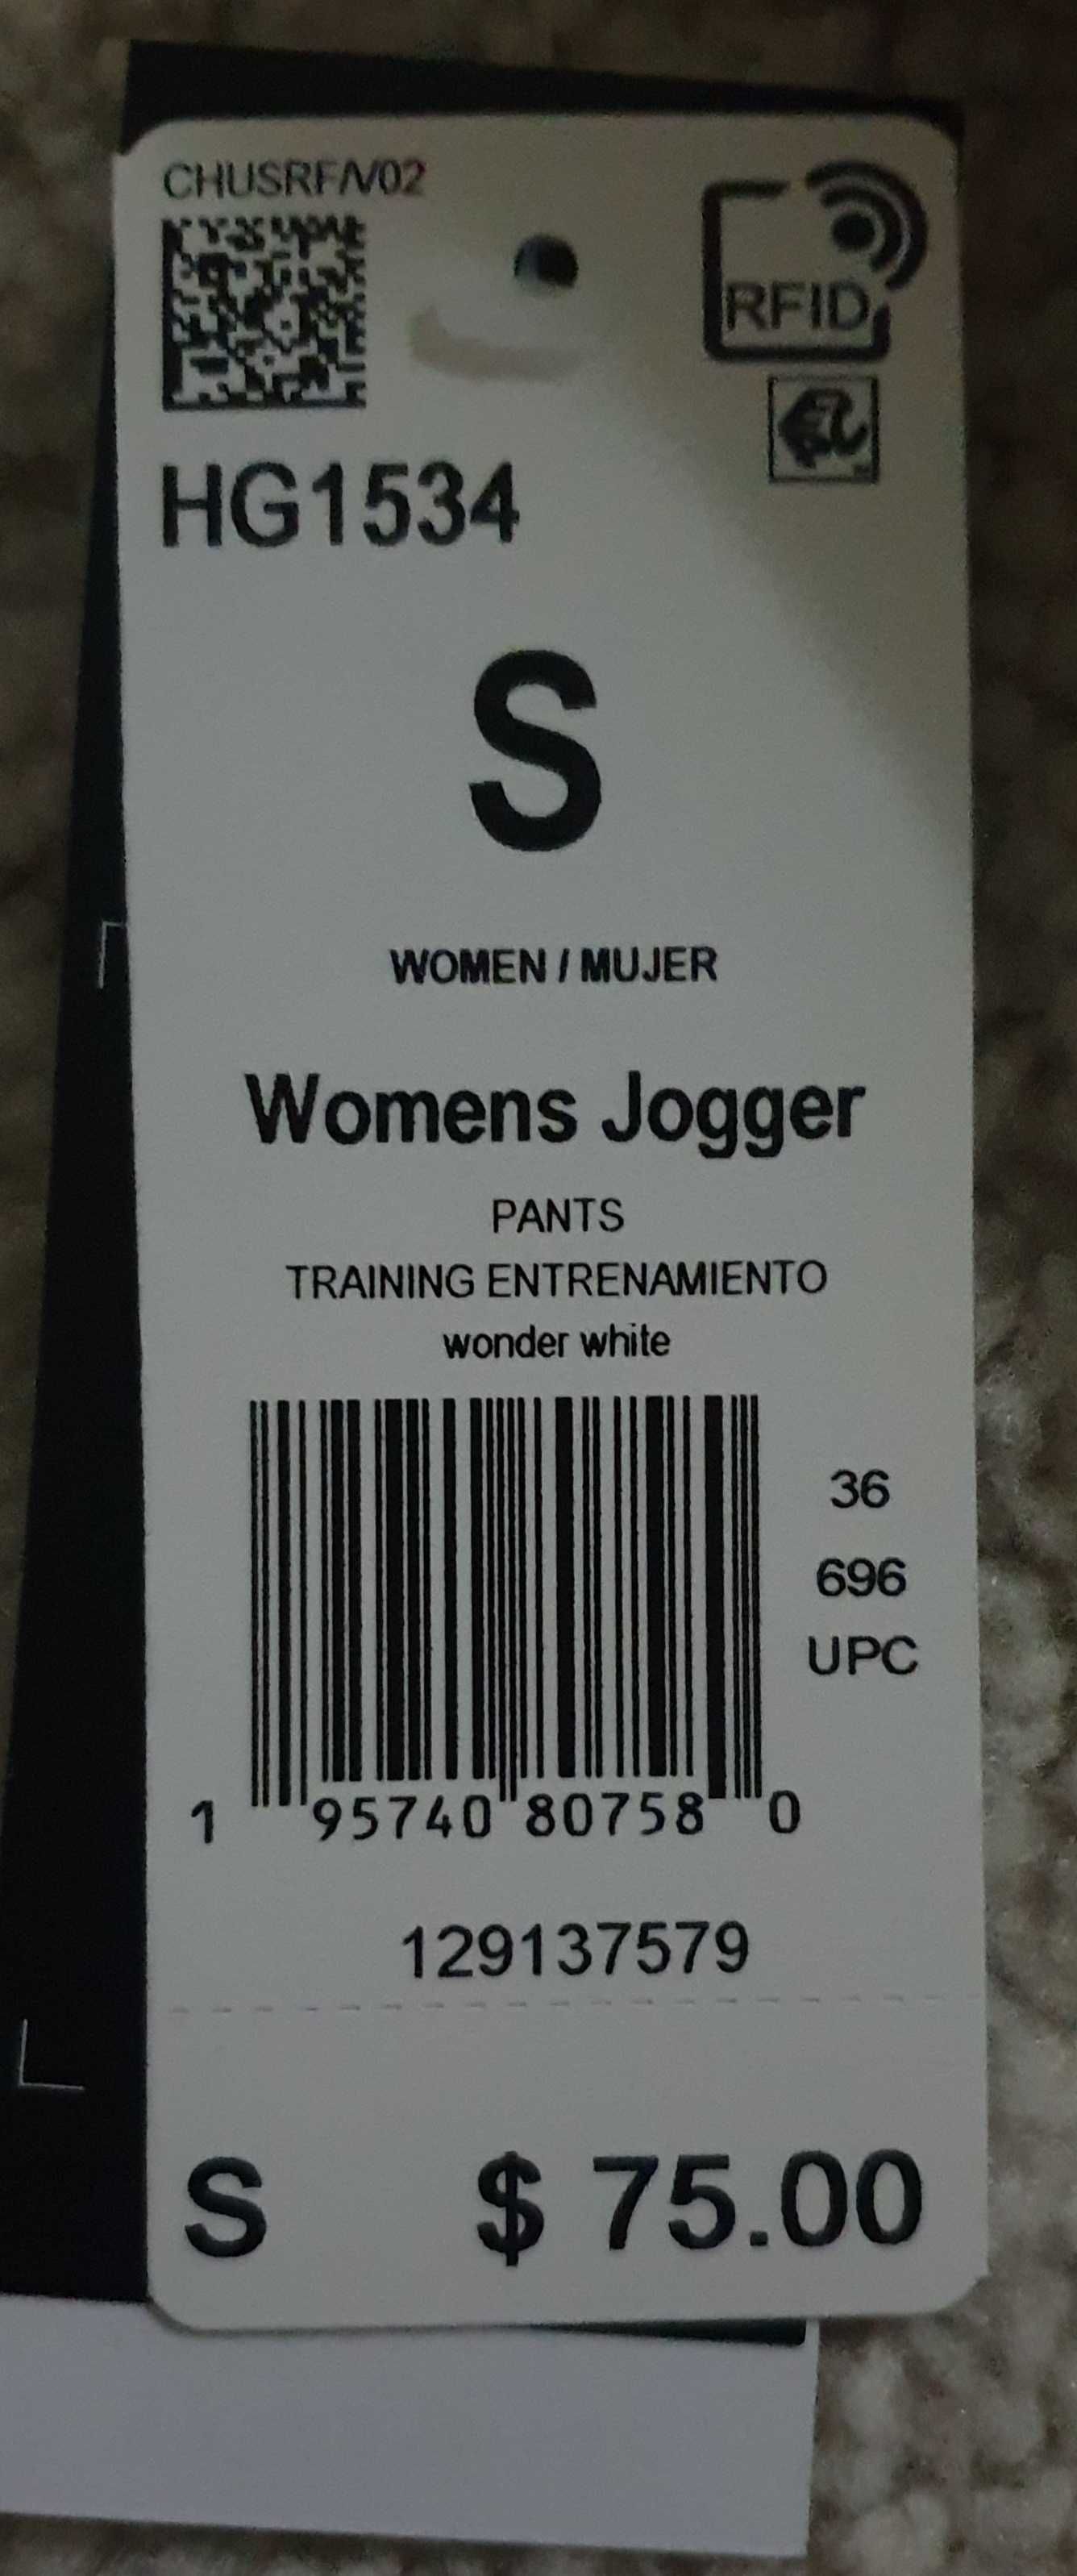 CHUSRF/V02
RFID
HG1534
S
WOMEN / MUJER
Womens Jogger
PANTS
TRAINING ENTRENAMIENTO
wonder white
36
696
UPC
1 95740 80758 0
129137579
S $ 75.00